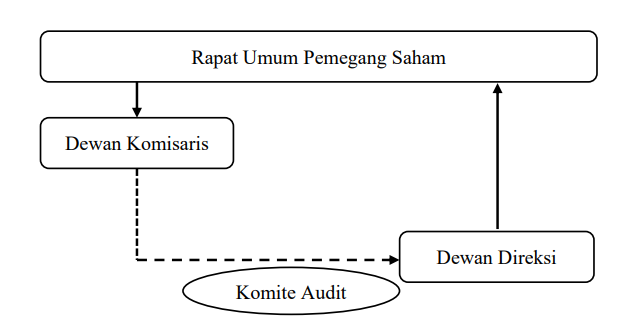 Rapat Umum Pemegang Saham
Dewan Komisaris
Dewan Direksi
Komite Audit